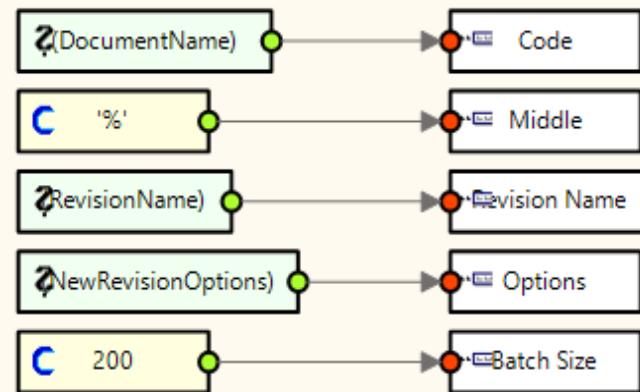 ?(DocumentName) Code
C '%' Middle
?(RevisionName) Revision Name
?(NewRevisionOptions) Options
C 200 Batch Size